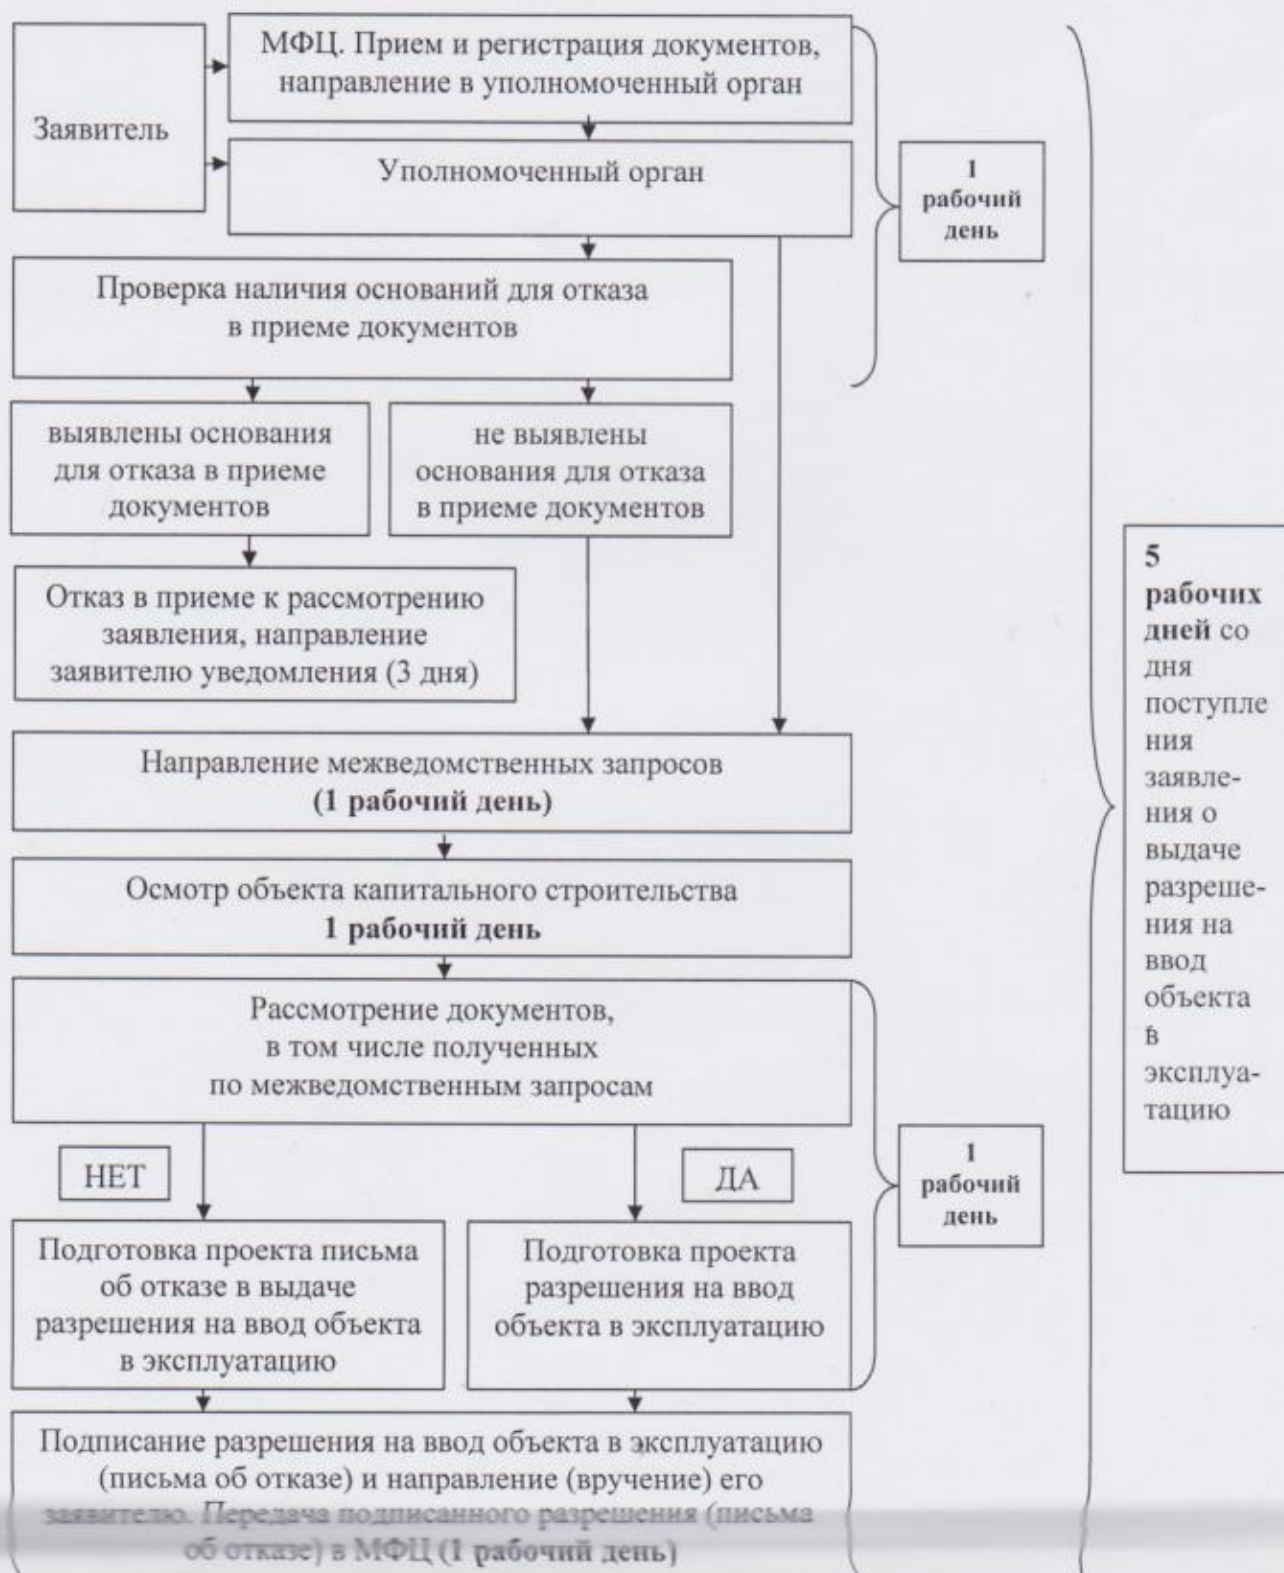 МФЦ. Прием и регистрация документов,
направление в уполномоченный орган
Заявитель
Уполномоченный орган
1
рабочий
день
Проверка наличия оснований для отказа
в приеме документов
выявлены основания
для отказа в приеме
документов
не выявлены
основания для отказа
в приеме документов
Отказ в приеме к рассмотрению
заявления, направление
заявителю уведомления (3 дня)
5
рабочих
дней со
дня
поступле
ния
заявле-
ния о
выдаче
разреше-
ния на
ввод
объекта
в
эксплуа-
тацию
Направление межведомственных запросов
(1 рабочий день)
Осмотр объекта капитального строительства
1 рабочий день
Рассмотрение документов,
в том числе полученных
по межведомственным запросам
НЕТ
ДА
1
рабочий
день
Подготовка проекта письма
об отказе в выдаче
разрешения на ввод объекта
в эксплуатацию
Подготовка проекта
разрешения на ввод
объекта в эксплуатацию
Подписание разрешения на ввод объекта в эксплуатацию
(письма об отказе) и направление (вручение) его
заявителю. Передача подписанного разрешения (письма
об отказе) в МФЦ (1 рабочий день)